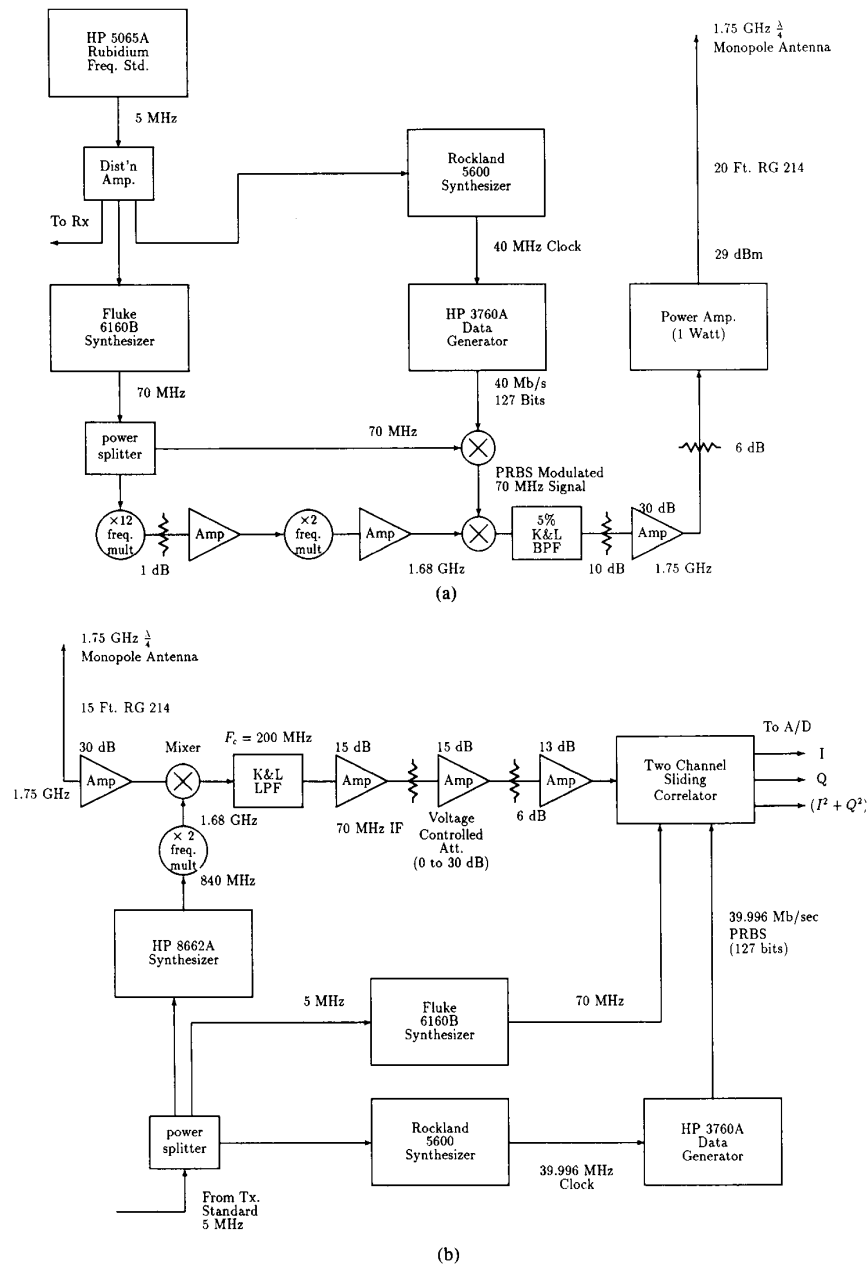 HP 5065A
Rubidium
Freq. Std.
1.75 GHz λ/4
Monopole Antenna
5 MHz
Dist'n
Amp.
Rockland
5600
Synthesizer
20 Ft. RG 214
To Rx
40 MHz Clock
29 dBm
Fluke
6160B
Synthesizer
HP 3760A
Data
Generator
Power Amp.
(1 Watt)
70 MHz
40 Mb/s
127 Bits
power
splitter
70 MHz
6 dB
PRBS Modulated
70 MHz Signal
×12
freq.
mult
1 dB
Amp
×2
freq.
mult
Amp
1.68 GHz
5%
K&L
BPF
10 dB
30 dB
Amp
1.75 GHz
(a)
1.75 GHz λ/4
Monopole Antenna
15 Ft. RG 214
30 dB
Amp
1.75 GHz
Mixer
F_c = 200 MHz
K&L
LPF
15 dB
Amp
70 MHz IF
15 dB
Amp
Voltage
Controlled
Att.
(0 to 30 dB)
6 dB
13 dB
Amp
Two Channel
Sliding
Correlator
To A/D
I
Q
(I² + Q²)
1.68 GHz
× 2
freq.
mult
840 MHz
HP 8662A
Synthesizer
39.996 Mb/sec
PRBS
(127 bits)
5 MHz
Fluke
6160B
Synthesizer
70 MHz
power
splitter
Rockland
5600
Synthesizer
39.996 MHz
Clock
HP 3760A
Data
Generator
From Tx.
Standard
5 MHz
(b)